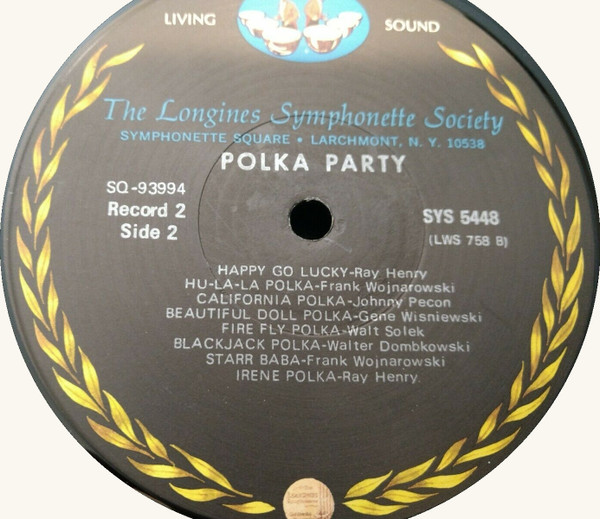 LIVING SOUND
The Longines Symphonette Society
SYMPHONETTE SQUARE • LARCHMONT, N. Y. 10538
POLKA PARTY
SQ-93994
Record 2
Side 2
SYS 5448
(LWS 758 B)
HAPPY GO LUCKY-Ray Henry
HU-LA-LA POLKA-Frank Wojnarowski
CALIFORNIA POLKA-Johnny Pecon
BEAUTIFUL DOLL POLKA-Gene Wisniewski
FIRE FLY POLKA-Walt Solek
BLACKJACK POLKA-Walter Dombkowski
STARR BABA-Frank Wojnarowski
IRENE POLKA-Ray Henry
LONGINES